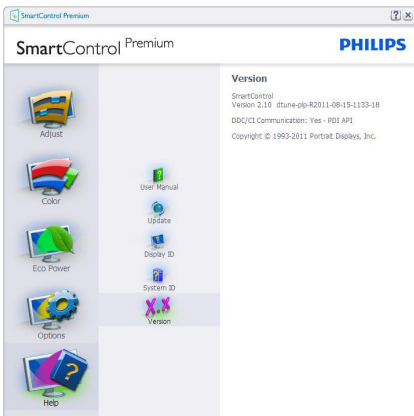 SmartControl Premium
SmartControl Premium
PHILIPS
Adjust
Color
Eco Power
Options
Help
User Manual
Update
Display ID
System ID
X.X
Version
Version
SmartControl
Version 2.10 dtune-plp-R2011-08-15-1133-18
DDC/CI Communication: Yes - PDI API
Copyright © 1993-2011 Portrait Displays, Inc.